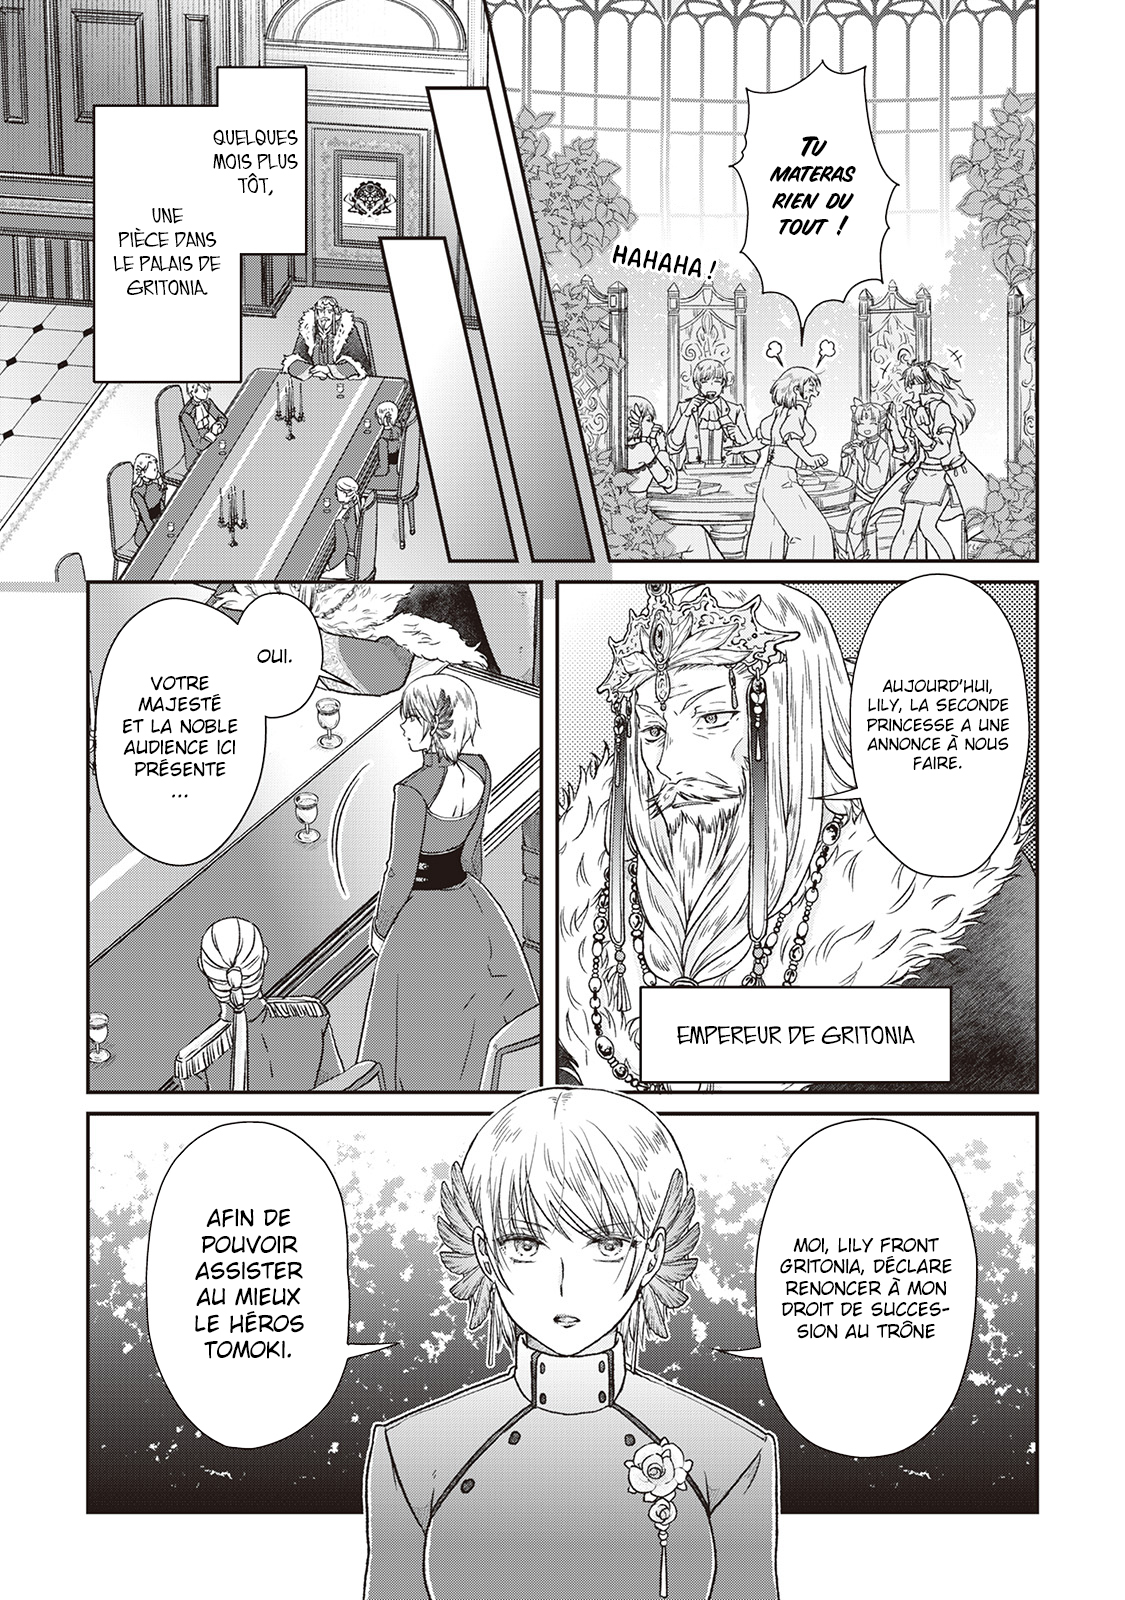 TU
MATERAS
RIEN DU
TOUT !
HAHAHA !
QUELQUES
MOIS PLUS
TÔT,
UNE
PIÈCE DANS
LE PALAIS DE
GRITONIA.
AUJOURD'HUI,
LILY, LA SECONDE
PRINCESSE A UNE
ANNONCE À NOUS
FAIRE.
EMPEREUR DE GRITONIA
OUI.
VOTRE
MAJESTÉ
ET LA NOBLE
AUDIENCE ICI
PRÉSENTE
...
MOI, LILY FRONT
GRITONIA, DÉCLARE
RENONCER À MON
DROIT DE SUCCES-
SION AU TRÔNE
AFIN DE
POUVOIR
ASSISTER
AU MIEUX
LE HÉROS
TOMOKI.